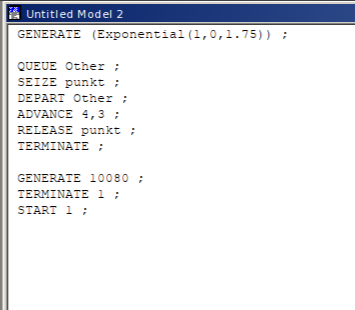 Untitled Model 2
GENERATE (Exponential(1,0,1.75)) ;
QUEUE Other ;
SEIZE punkt ;
DEPART Other ;
ADVANCE 4,3 ;
RELEASE punkt ;
TERMINATE ;
GENERATE 10080 ;
TERMINATE 1 ;
START 1 ;